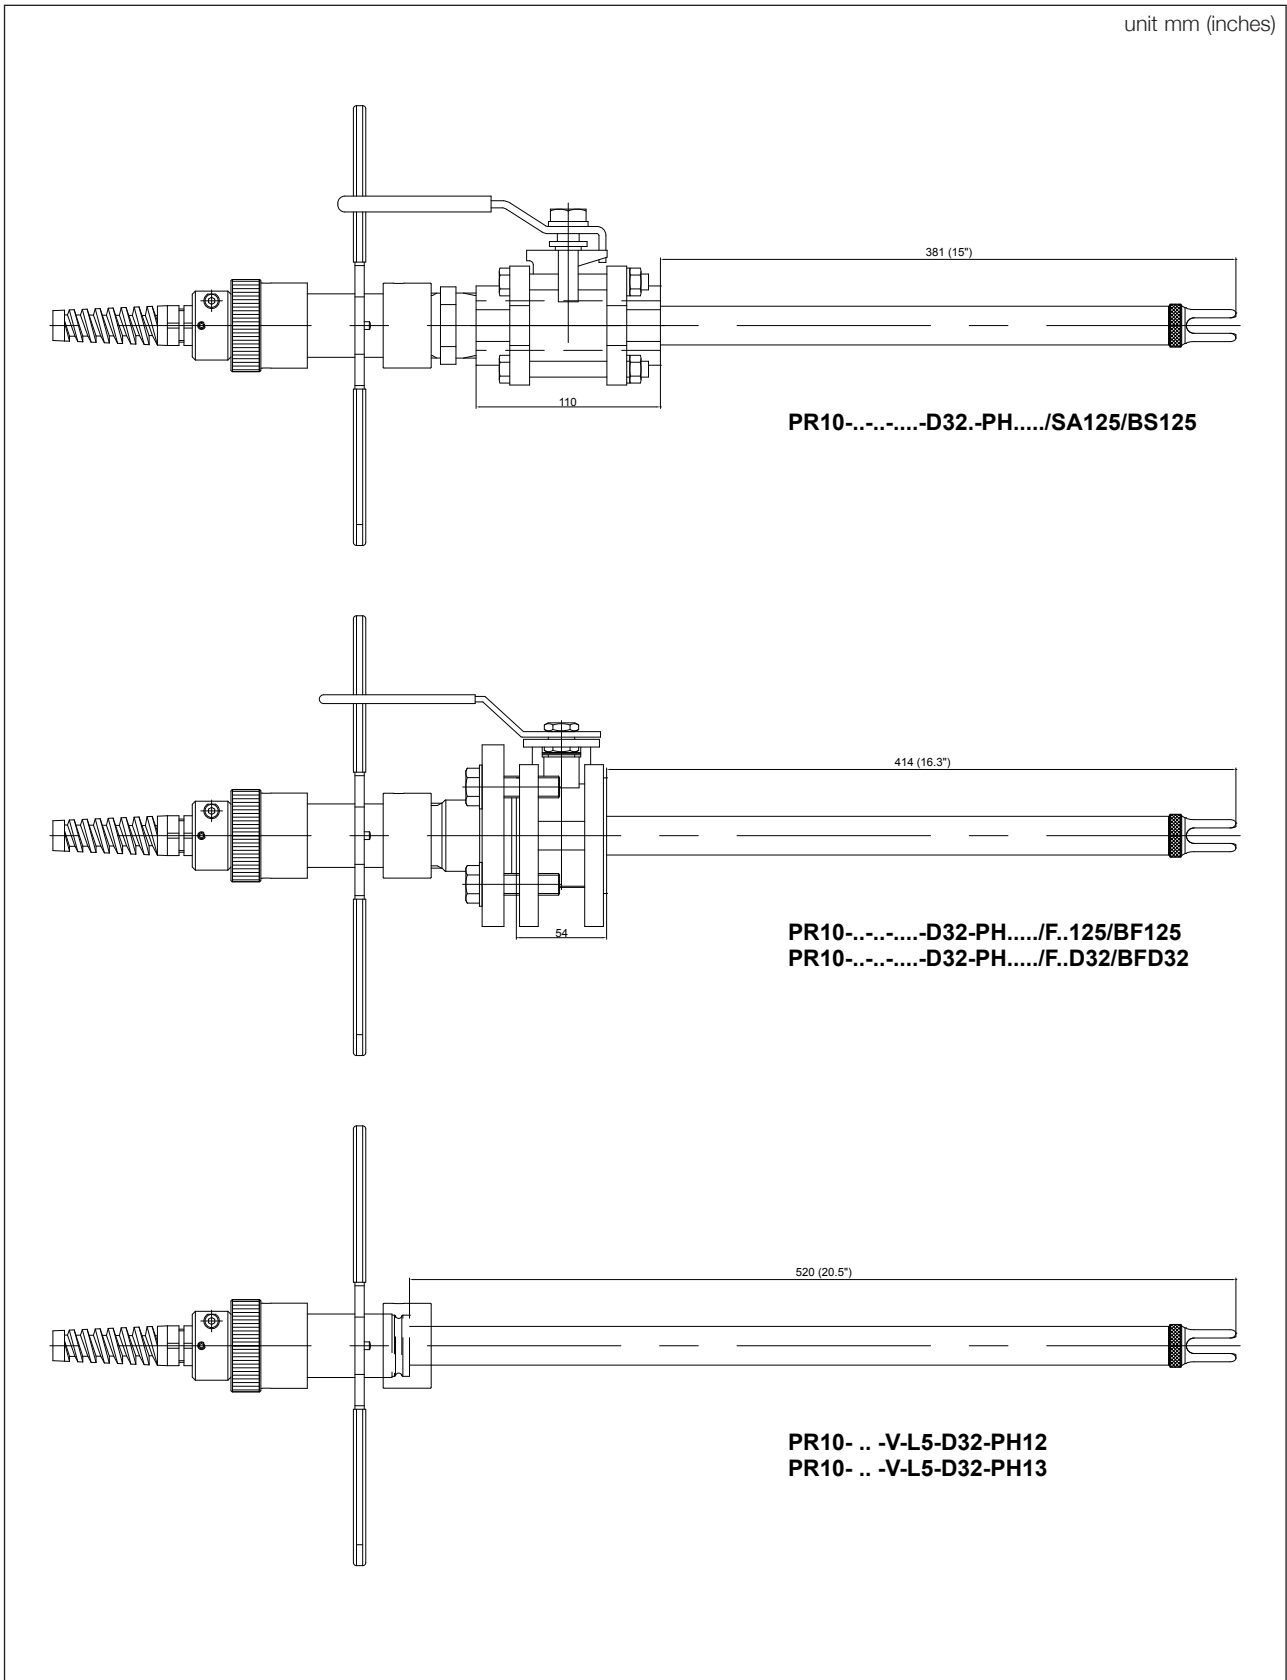 unit mm (inches)
381 (15")
110
PR10-..-..-....-D32.-PH...../SA125/BS125
414 (16.3")
54
PR10-..-..-....-D32-PH...../F..125/BF125
PR10-..-..-....-D32-PH...../F..D32/BFD32
520 (20.5")
PR10- .. -V-L5-D32-PH12
PR10- .. -V-L5-D32-PH13